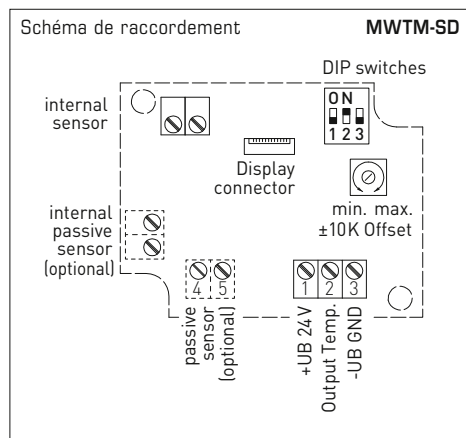 Schéma de raccordement
MWTM-SD
DIP switches
ON
1 2 3
internal
sensor
Display
connector
min. max.
±10K Offset
internal
passive
sensor
(optional)
4 5
passive
sensor
(optional)
1 2 3
+UB 24 V
Output Temp.
-UB GND